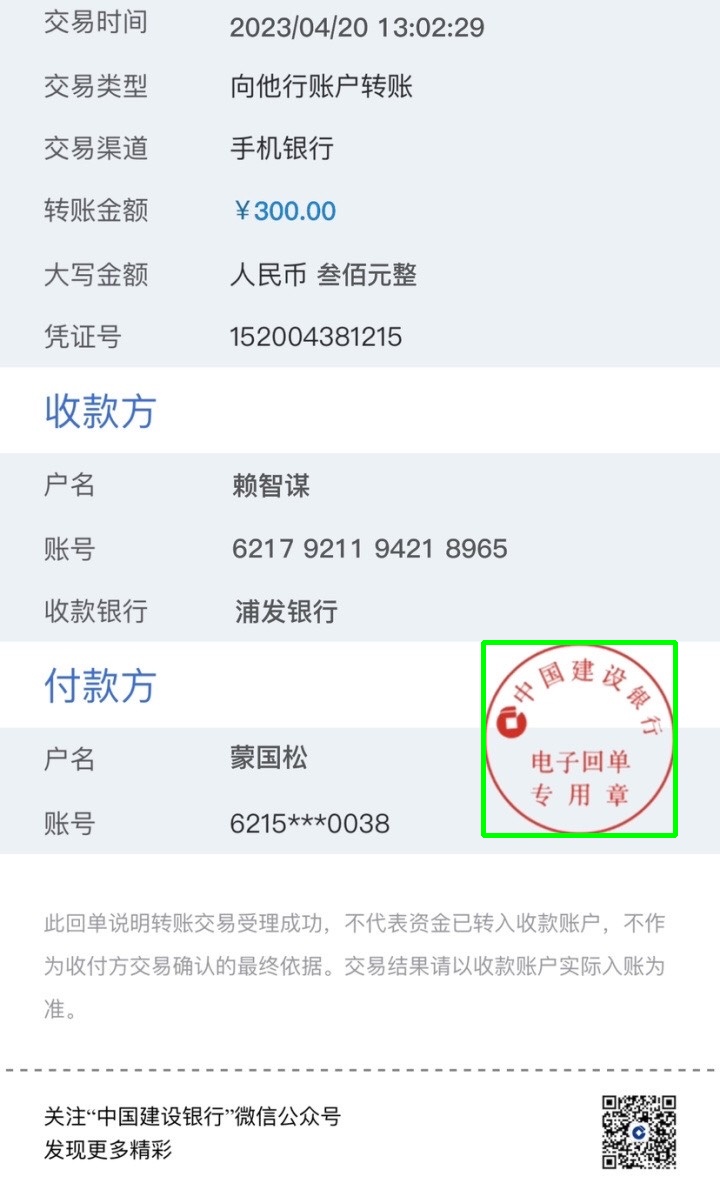 交易时间 2023/04/20 13:02:29
交易类型 向他行账户转账
交易渠道 手机银行
转账金额 ￥300.00
大写金额 人民币 叁佰元整
凭证号 152004381215
收款方
户名 赖智谋
账号 6217 9211 9421 8965
收款银行 浦发银行
付款方
户名 蒙国松
账号 6215***0038
中国建设银行
电子回单
专用章
此回单说明转账交易受理成功，不代表资金已转入收款账户，不作
为收付方交易确认的最终依据。交易结果请以收款账户实际入账为
准。
关注“中国建设银行”微信公众号
发现更多精彩